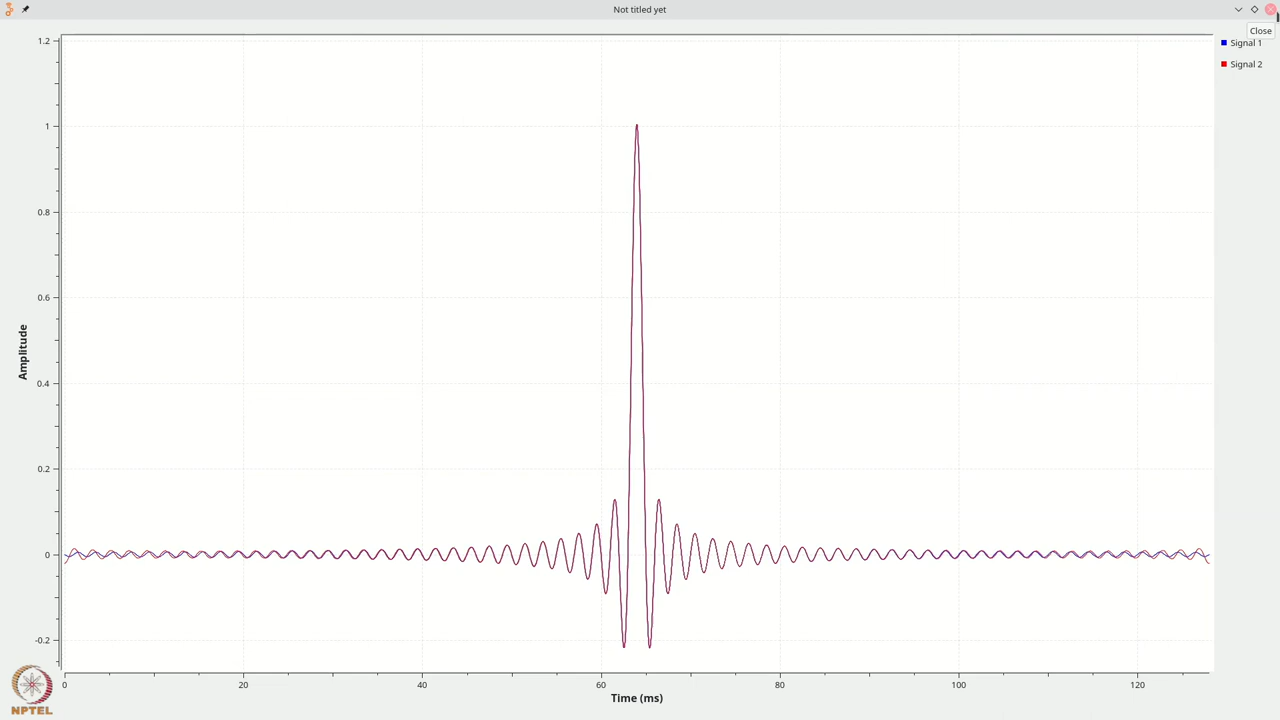 Not titled yet
Close
Signal 1
Signal 2
1.2
1
0.8
0.6
0.4
0.2
0
-0.2
Amplitude
0 20 40 60 80 100 120
Time (ms)
NPTEL